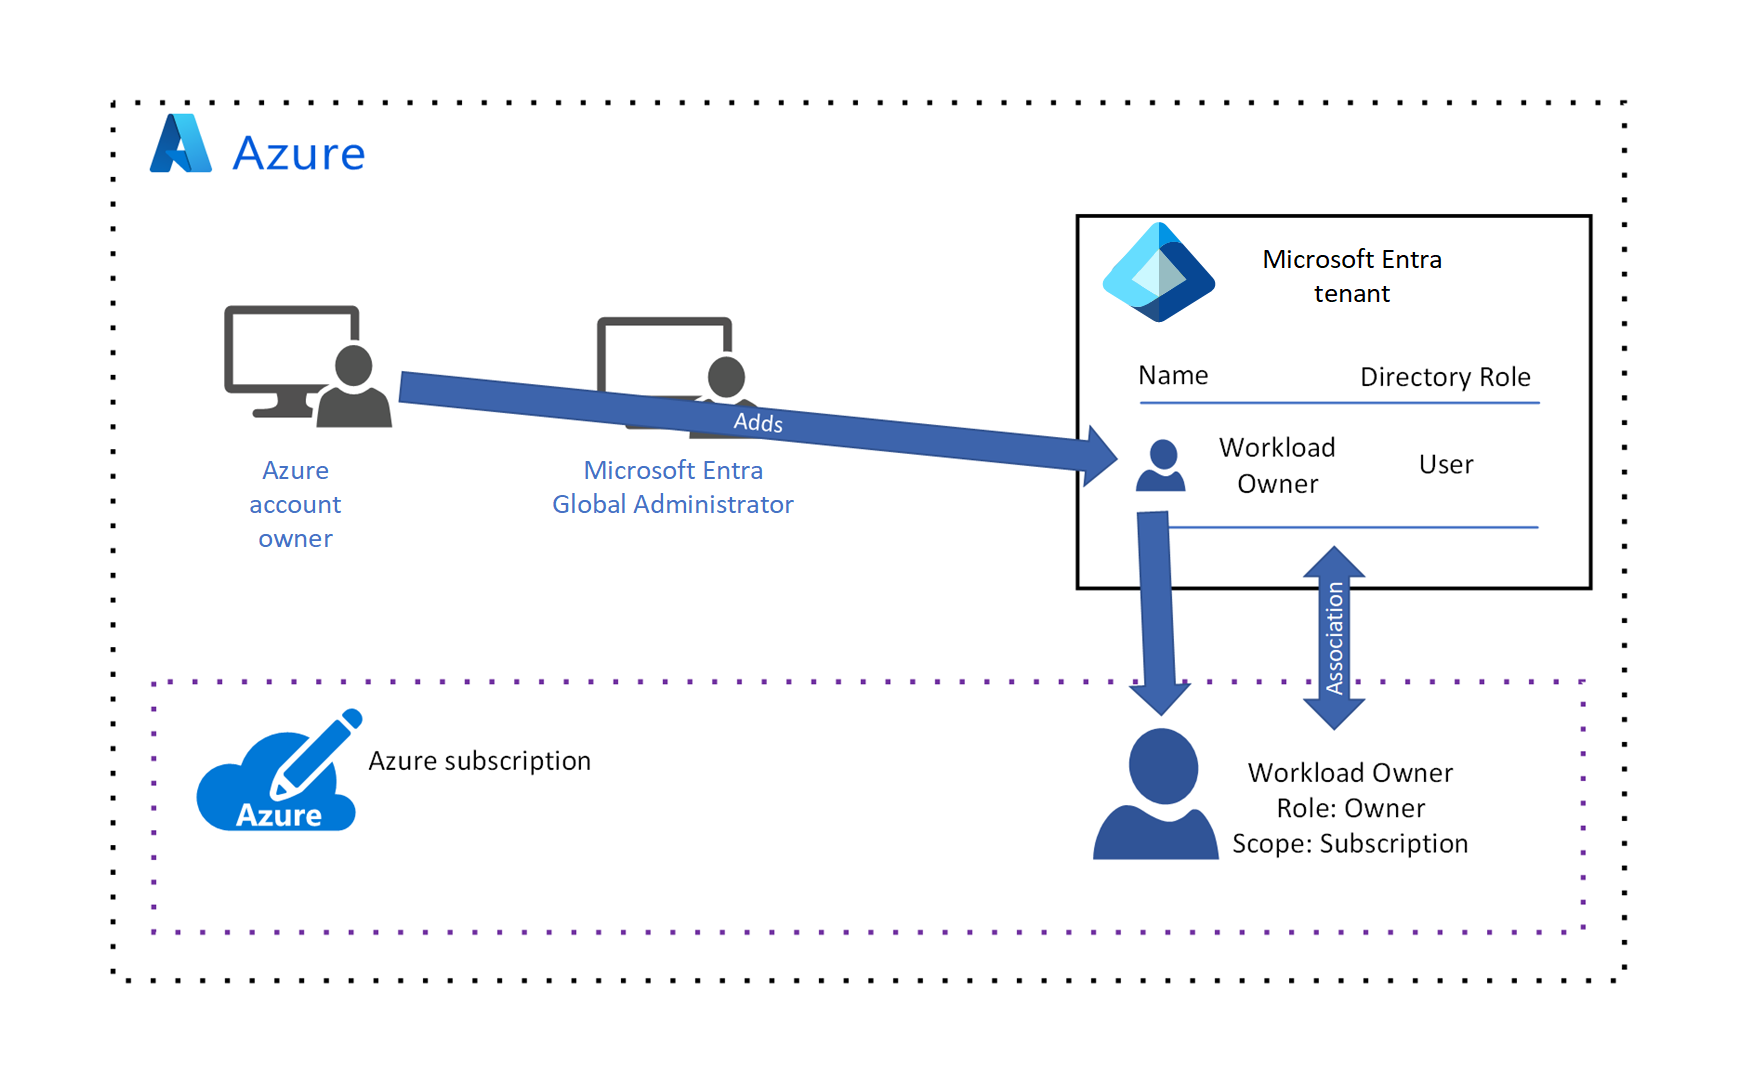 Azure
Microsoft Entra
tenant
Name
Directory Role
Adds
Workload
Owner
User
Azure
account
owner
Microsoft Entra
Global Administrator
Association
Azure
Azure subscription
Workload Owner
Role: Owner
Scope: Subscription